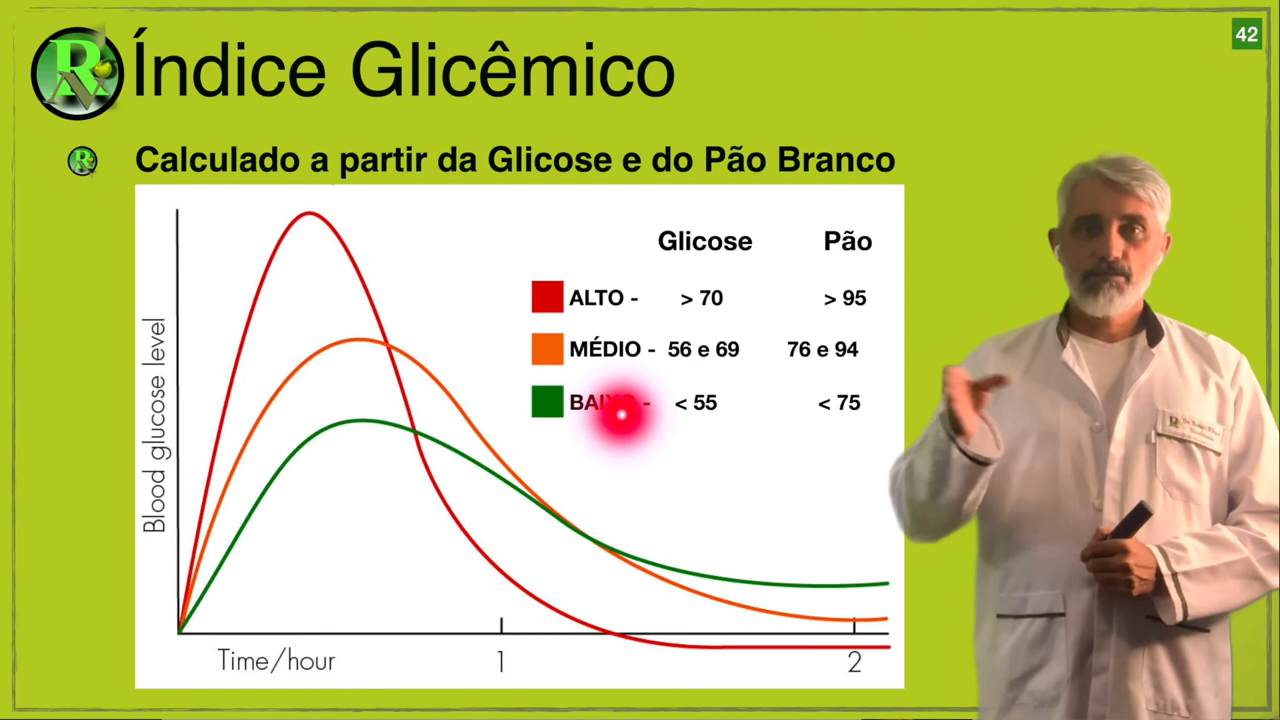 42
Índice Glicêmico
Calculado a partir da Glicose e do Pão Branco
Glicose Pão
ALTO - > 70 > 95
MÉDIO - 56 e 69 76 e 94
BAIXO - < 55 < 75
Blood glucose level
Time/hour 1 2